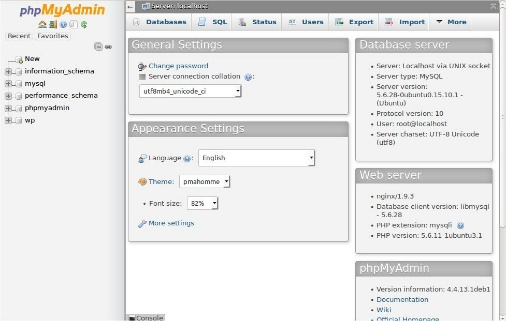 phpMyAdmin
Recent Favorites
New
information_schema
mysql
performance_schema
phpmyadmin
wp
Server: localhost
Databases SQL Status Users Export Import More
General Settings
Change password
Server connection collation :
utf8mb4_unicode_ci
Appearance Settings
Language : English
Theme: pmahomme
Font size: 82%
More settings
Database server
Server: Localhost via UNIX socket
Server type: MySQL
Server version:
5.6.28-0ubuntu0.15.10.1 -
(Ubuntu)
Protocol version: 10
User: root@localhost
Server charset: UTF-8 Unicode
(utf8)
Web server
nginx/1.9.3
Database client version: libmysql
- 5.6.28
PHP extension: mysqli
PHP version: 5.6.11-1ubuntu3.1
phpMyAdmin
Version information: 4.4.13.1deb1
Documentation
Wiki
Official Homepage
Console